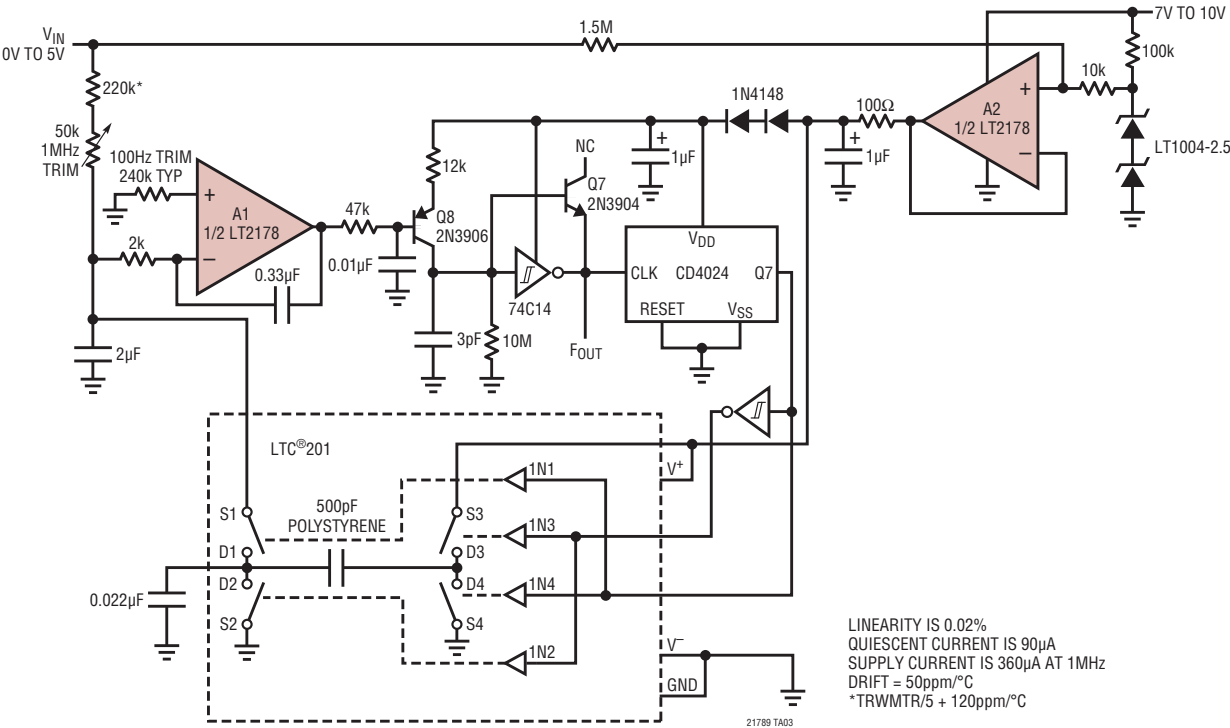 V_IN
0V TO 5V
1.5M
7V TO 10V
220k*
100k
10k
1N4148
100Ω
A2
1/2 LT2178
+
−
LT1004-2.5
50k
1MHz
TRIM
100Hz TRIM
240k TYP
+
A1
1/2 LT2178
−
2k
0.33µF
47k
0.01µF
12k
Q8
2N3906
NC
Q7
2N3904
+
1µF
+
1µF
V_DD
CLK
CD4024
Q7
RESET
V_SS
74C14
3pF
10M
F_OUT
2µF
LTC®201
V+
1N1
S1
500pF
POLYSTYRENE
S3
1N3
D1
D3
D2
D4
1N4
0.022µF
S2
S4
1N2
V−
GND
LINEARITY IS 0.02%
QUIESCENT CURRENT IS 90µA
SUPPLY CURRENT IS 360µA AT 1MHz
DRIFT = 50ppm/°C
*TRWMTR/5 + 120ppm/°C
21789 TA03